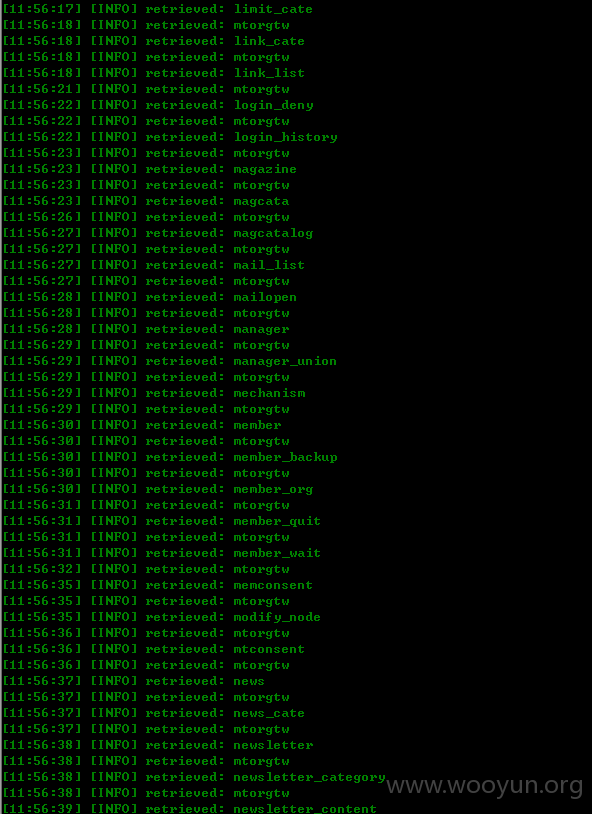 [11:56:17] [INFO] retrieved: limit_cate
[11:56:18] [INFO] retrieved: mtorgtw
[11:56:18] [INFO] retrieved: link_cate
[11:56:18] [INFO] retrieved: mtorgtw
[11:56:18] [INFO] retrieved: link_list
[11:56:21] [INFO] retrieved: mtorgtw
[11:56:22] [INFO] retrieved: login_deny
[11:56:22] [INFO] retrieved: mtorgtw
[11:56:22] [INFO] retrieved: login_history
[11:56:23] [INFO] retrieved: mtorgtw
[11:56:23] [INFO] retrieved: magazine
[11:56:23] [INFO] retrieved: mtorgtw
[11:56:23] [INFO] retrieved: magcata
[11:56:26] [INFO] retrieved: mtorgtw
[11:56:27] [INFO] retrieved: magcatalog
[11:56:27] [INFO] retrieved: mtorgtw
[11:56:27] [INFO] retrieved: mail_list
[11:56:27] [INFO] retrieved: mtorgtw
[11:56:28] [INFO] retrieved: mailopen
[11:56:28] [INFO] retrieved: mtorgtw
[11:56:28] [INFO] retrieved: manager
[11:56:29] [INFO] retrieved: mtorgtw
[11:56:29] [INFO] retrieved: manager_union
[11:56:29] [INFO] retrieved: mtorgtw
[11:56:29] [INFO] retrieved: mechanism
[11:56:29] [INFO] retrieved: mtorgtw
[11:56:30] [INFO] retrieved: member
[11:56:30] [INFO] retrieved: mtorgtw
[11:56:30] [INFO] retrieved: member_backup
[11:56:30] [INFO] retrieved: mtorgtw
[11:56:30] [INFO] retrieved: member_org
[11:56:31] [INFO] retrieved: mtorgtw
[11:56:31] [INFO] retrieved: member_quit
[11:56:31] [INFO] retrieved: mtorgtw
[11:56:31] [INFO] retrieved: member_wait
[11:56:32] [INFO] retrieved: mtorgtw
[11:56:35] [INFO] retrieved: memconsent
[11:56:35] [INFO] retrieved: mtorgtw
[11:56:35] [INFO] retrieved: modify_node
[11:56:36] [INFO] retrieved: mtorgtw
[11:56:36] [INFO] retrieved: mtconsent
[11:56:36] [INFO] retrieved: mtorgtw
[11:56:37] [INFO] retrieved: news
[11:56:37] [INFO] retrieved: mtorgtw
[11:56:37] [INFO] retrieved: news_cate
[11:56:37] [INFO] retrieved: mtorgtw
[11:56:38] [INFO] retrieved: newsletter
[11:56:38] [INFO] retrieved: mtorgtw
[11:56:38] [INFO] retrieved: newsletter_category
[11:56:38] [INFO] retrieved: mtorgtw
[11:56:39] [INFO] retrieved: newsletter_content
www.wooyun.org